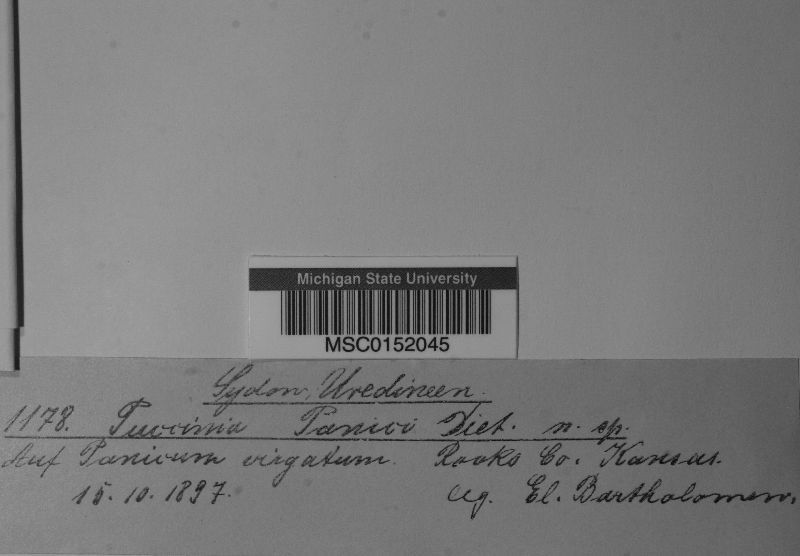 Michigan State University
MSC0152045
Sydow, Uredineen.
1178. Puccinia Panici Diet. n. sp.
Auf Panicum virgatum. Rooks Co. Kansas.
15. 10. 1897. leg. El. Bartholomew.